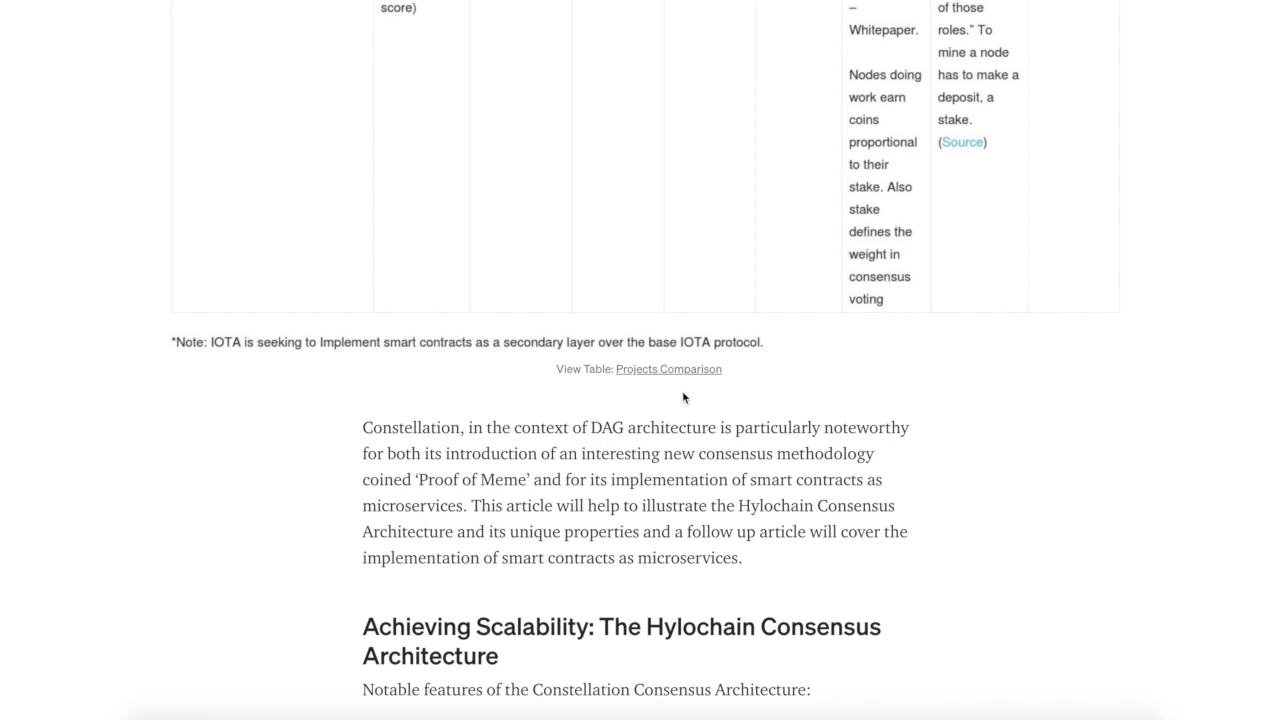 score)
–
Whitepaper.
Nodes doing
work earn
coins
proportional
to their
stake. Also
stake
defines the
weight in
consensus
voting
of those
roles.” To
mine a node
has to make a
deposit, a
stake.
(Source)
*Note: IOTA is seeking to Implement smart contracts as a secondary layer over the base IOTA protocol.
View Table: Projects Comparison
Constellation, in the context of DAG architecture is particularly noteworthy
for both its introduction of an interesting new consensus methodology
coined ‘Proof of Meme’ and for its implementation of smart contracts as
microservices. This article will help to illustrate the Hylochain Consensus
Architecture and its unique properties and a follow up article will cover the
implementation of smart contracts as microservices.
Achieving Scalability: The Hylochain Consensus
Architecture
Notable features of the Constellation Consensus Architecture: